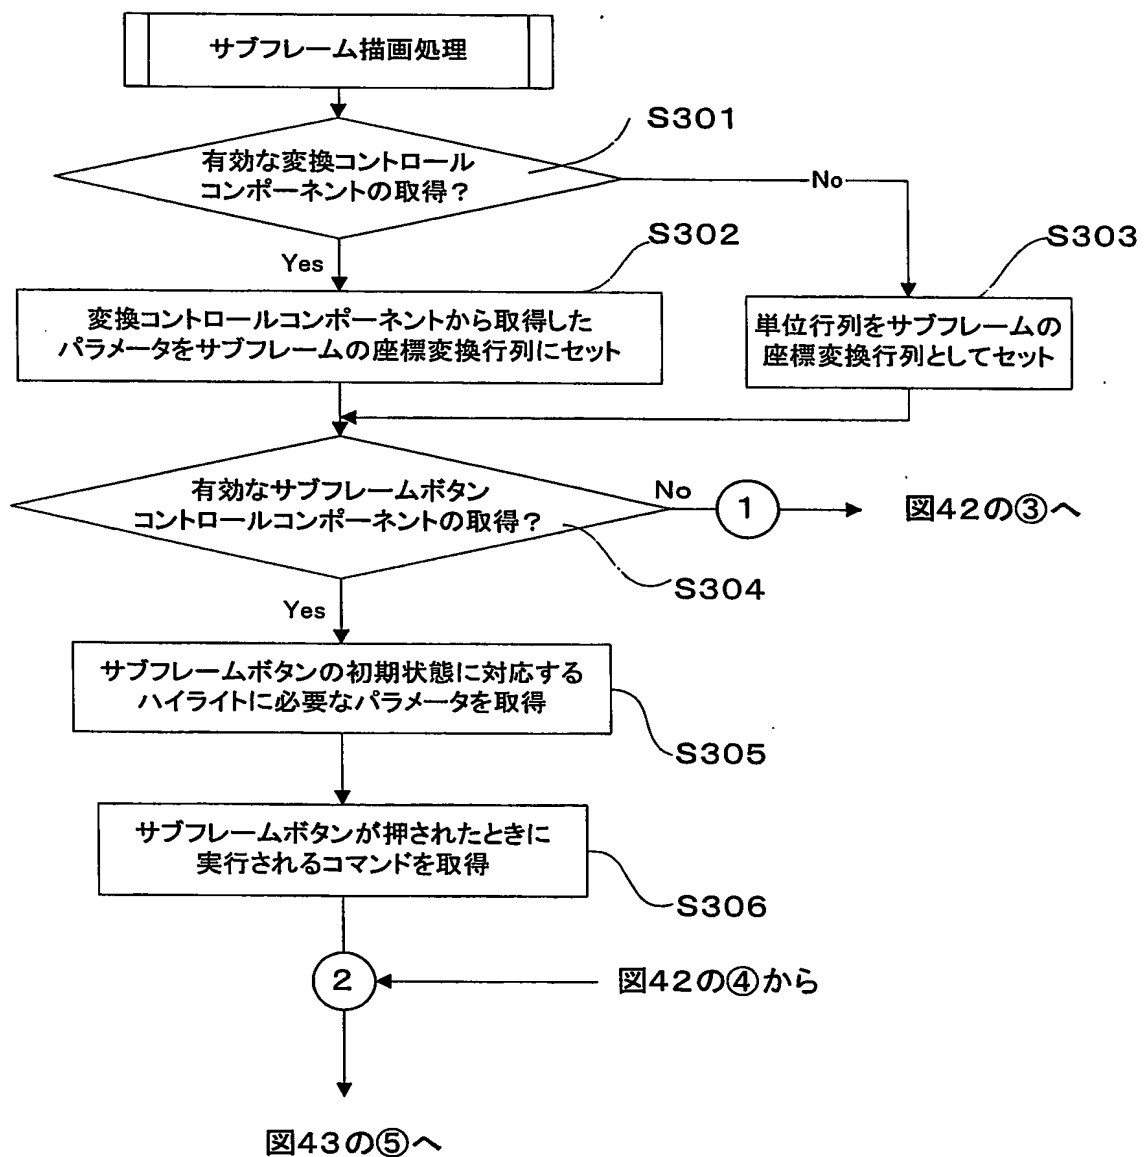 サブフレーム描画処理
S301
有効な変換コントロール
コンポーネントの取得?
No
S302
S303
Yes
変換コントロールコンポーネントから取得した
パラメータをサブフレームの座標変換行列にセット
単位行列をサブフレームの
座標変換行列としてセット
有効なサブフレームボタン
コントロールコンポーネントの取得?
No
1
図42の③へ
S304
Yes
サブフレームボタンの初期状態に対応する
ハイライトに必要なパラメータを取得
S305
サブフレームボタンが押されたときに
実行されるコマンドを取得
S306
2
図42の④から
図43の⑤へ